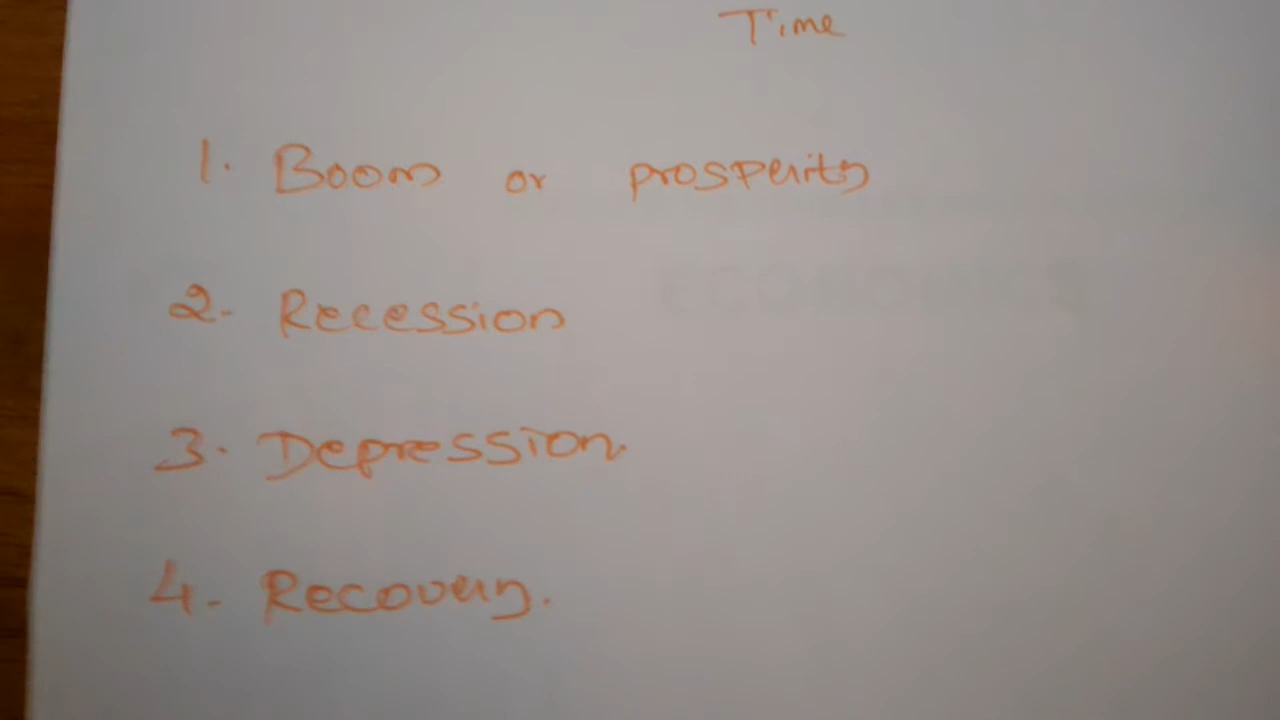 Time
1. Boom or prosperity
2. Recession
3. Depression.
4. Recovery.